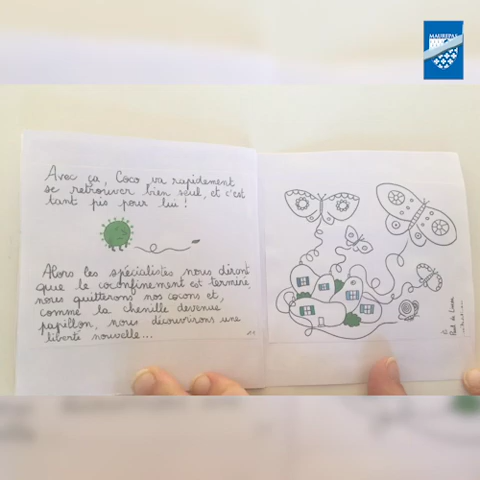 MAUREPAS
Avec ça, Coco va rapidement
se retrouver bien seul, et c'est
tant pis pour lui !
Alors les spécialistes nous diront
que le coconfinement est terminé,
nous quitterons nos cocons et,
comme la chenille devenue
papillon, nous découvrirons une
liberté nouvelle...